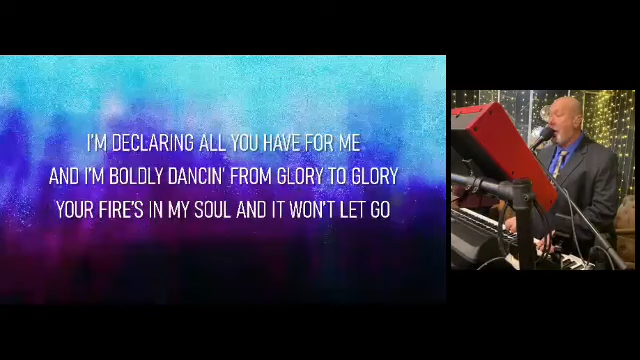 I'M DECLARING ALL YOU HAVE FOR ME
AND I'M BOLDLY DANCIN' FROM GLORY TO GLORY
YOUR FIRE'S IN MY SOUL AND IT WON'T LET GO